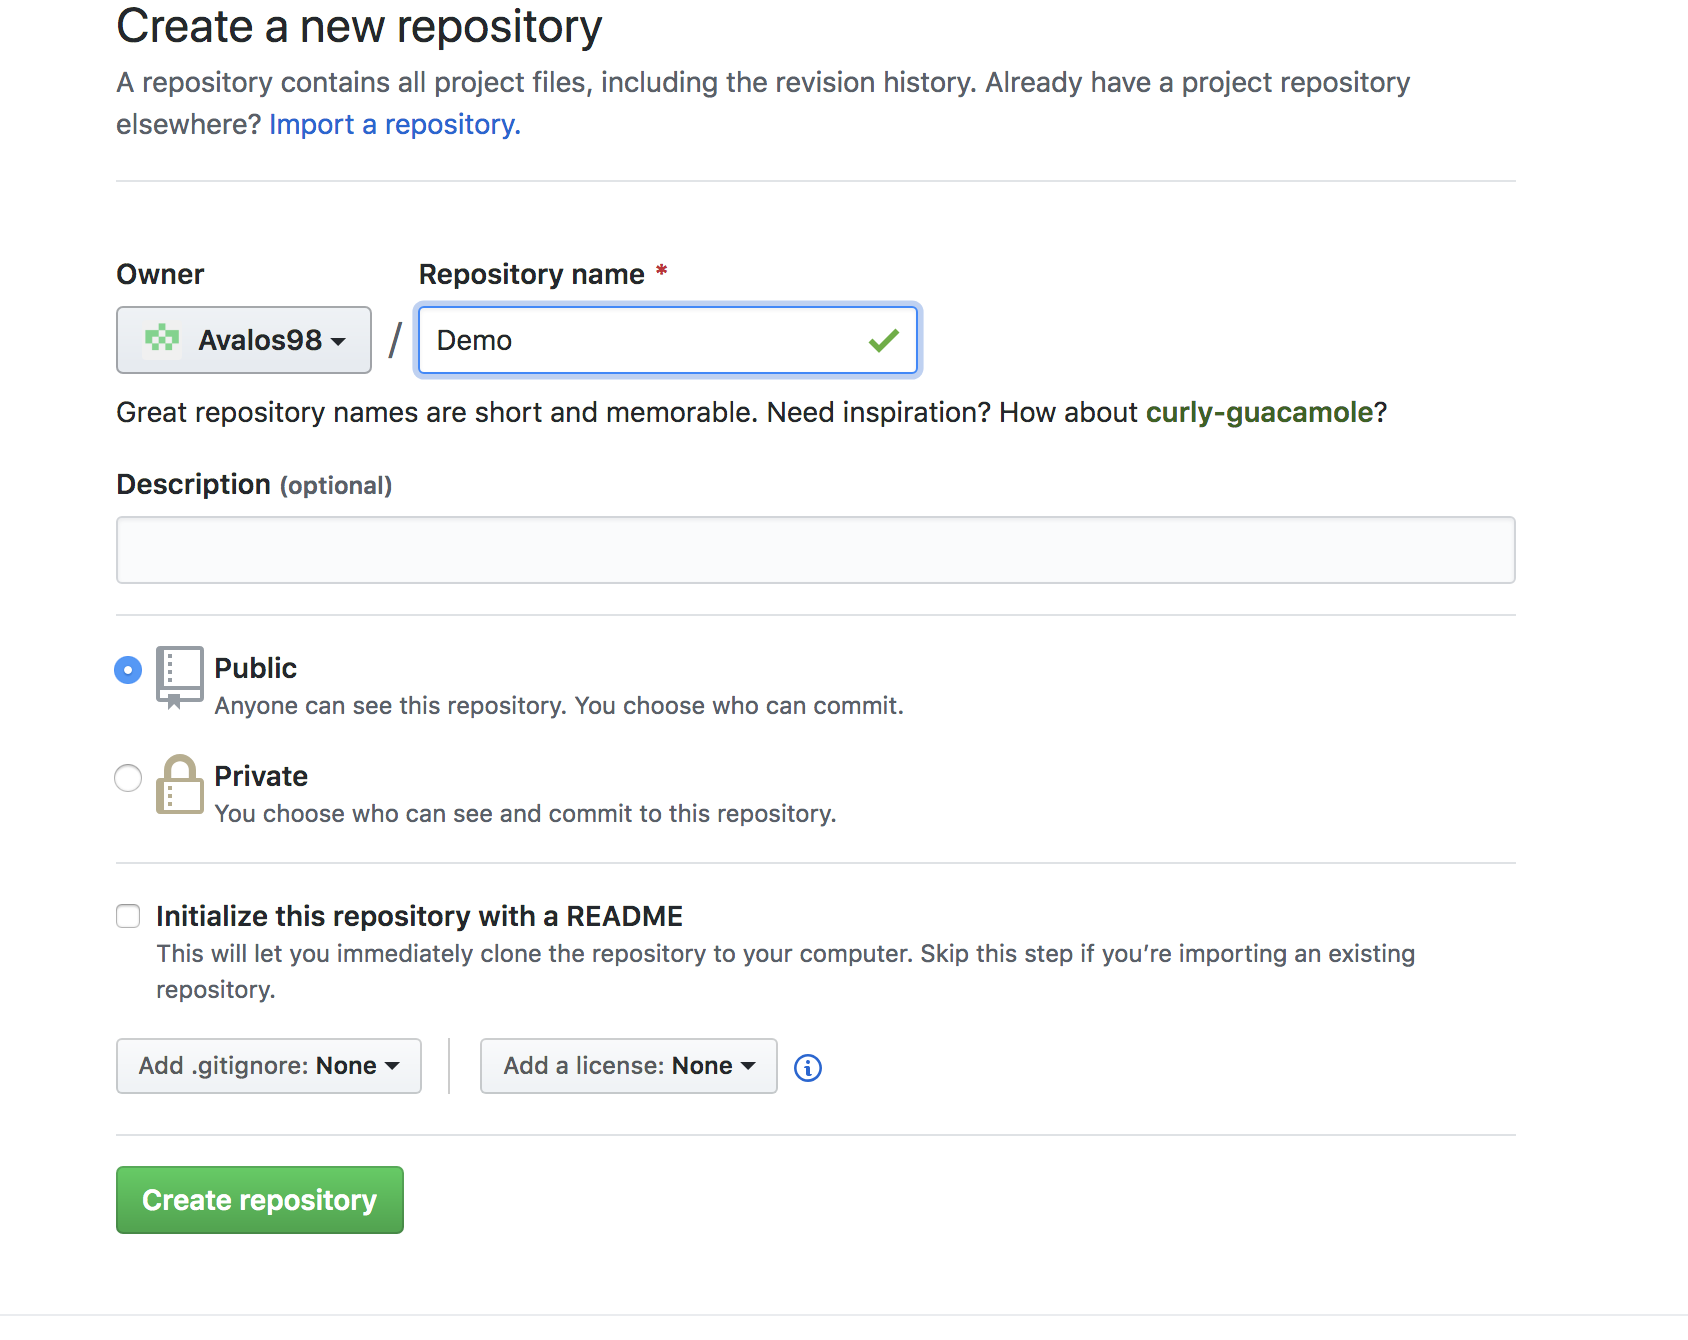 Create a new repository
A repository contains all project files, including the revision history. Already have a project repository
elsewhere? Import a repository.
Owner
Repository name *
Avalos98
/
Demo
Great repository names are short and memorable. Need inspiration? How about curly-guacamole?
Description (optional)
Public
Anyone can see this repository. You choose who can commit.
Private
You choose who can see and commit to this repository.
Initialize this repository with a README
This will let you immediately clone the repository to your computer. Skip this step if you’re importing an existing
repository.
Add .gitignore: None
Add a license: None
Create repository